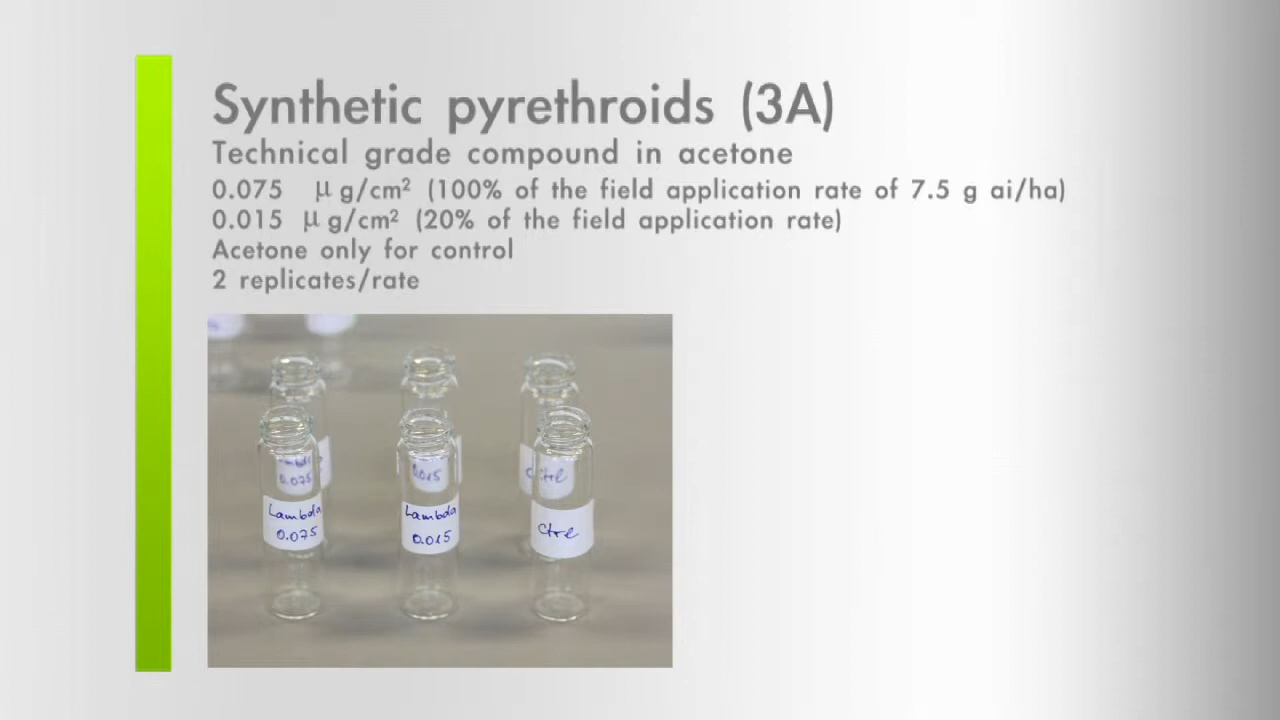 Synthetic pyrethroids (3A)
Technical grade compound in acetone
0.075 μg/cm² (100% of the field application rate of 7.5 g ai/ha)
0.015 μg/cm² (20% of the field application rate)
Acetone only for control
2 replicates/rate
0.075
0.015
Ctrl
Lambda
0.075
Lambda
0.015
Ctrl